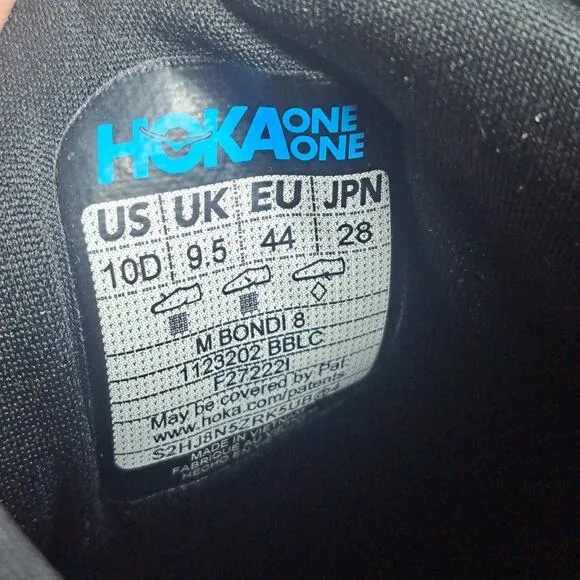 HOKA ONE ONE
US UK EU JPN
10D 9.5 44 28
M BONDI 8
1123202 BBLC
F27222I
May be covered by Pat.
www.hoka.com/patents
MADE IN